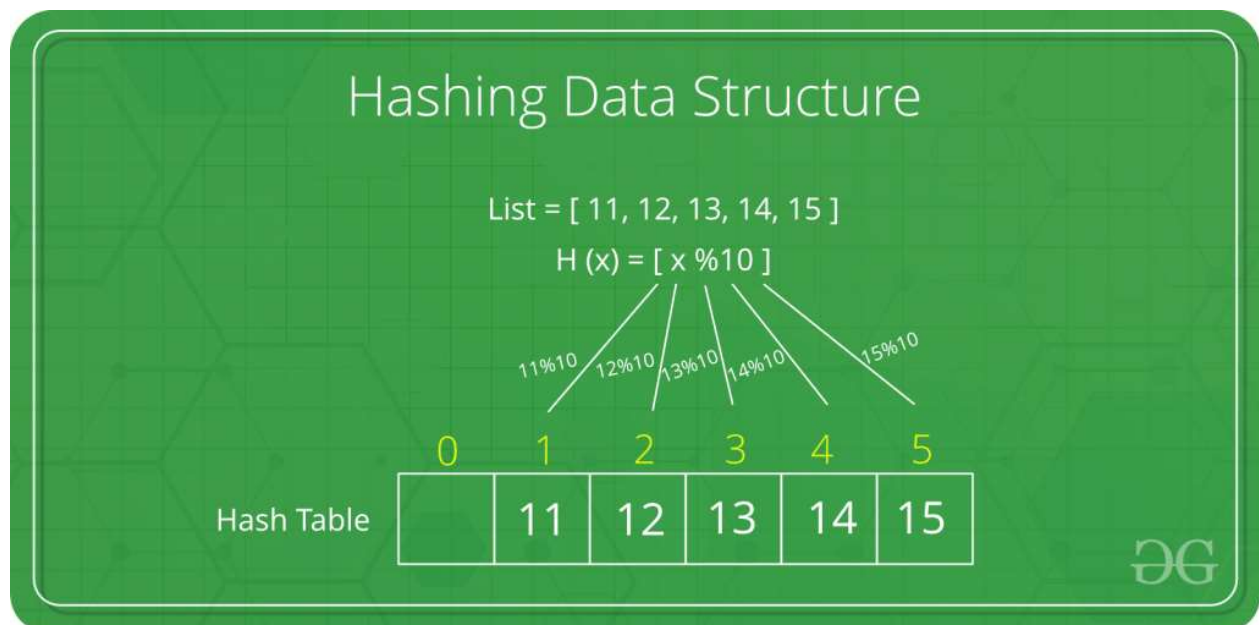 Hashing Data Structure
List = [ 11, 12, 13, 14, 15 ]
H (x) = [ x %10 ]
11%10 12%10 13%10 14%10 15%10
0 1 2 3 4 5
Hash Table 11 12 13 14 15
GG